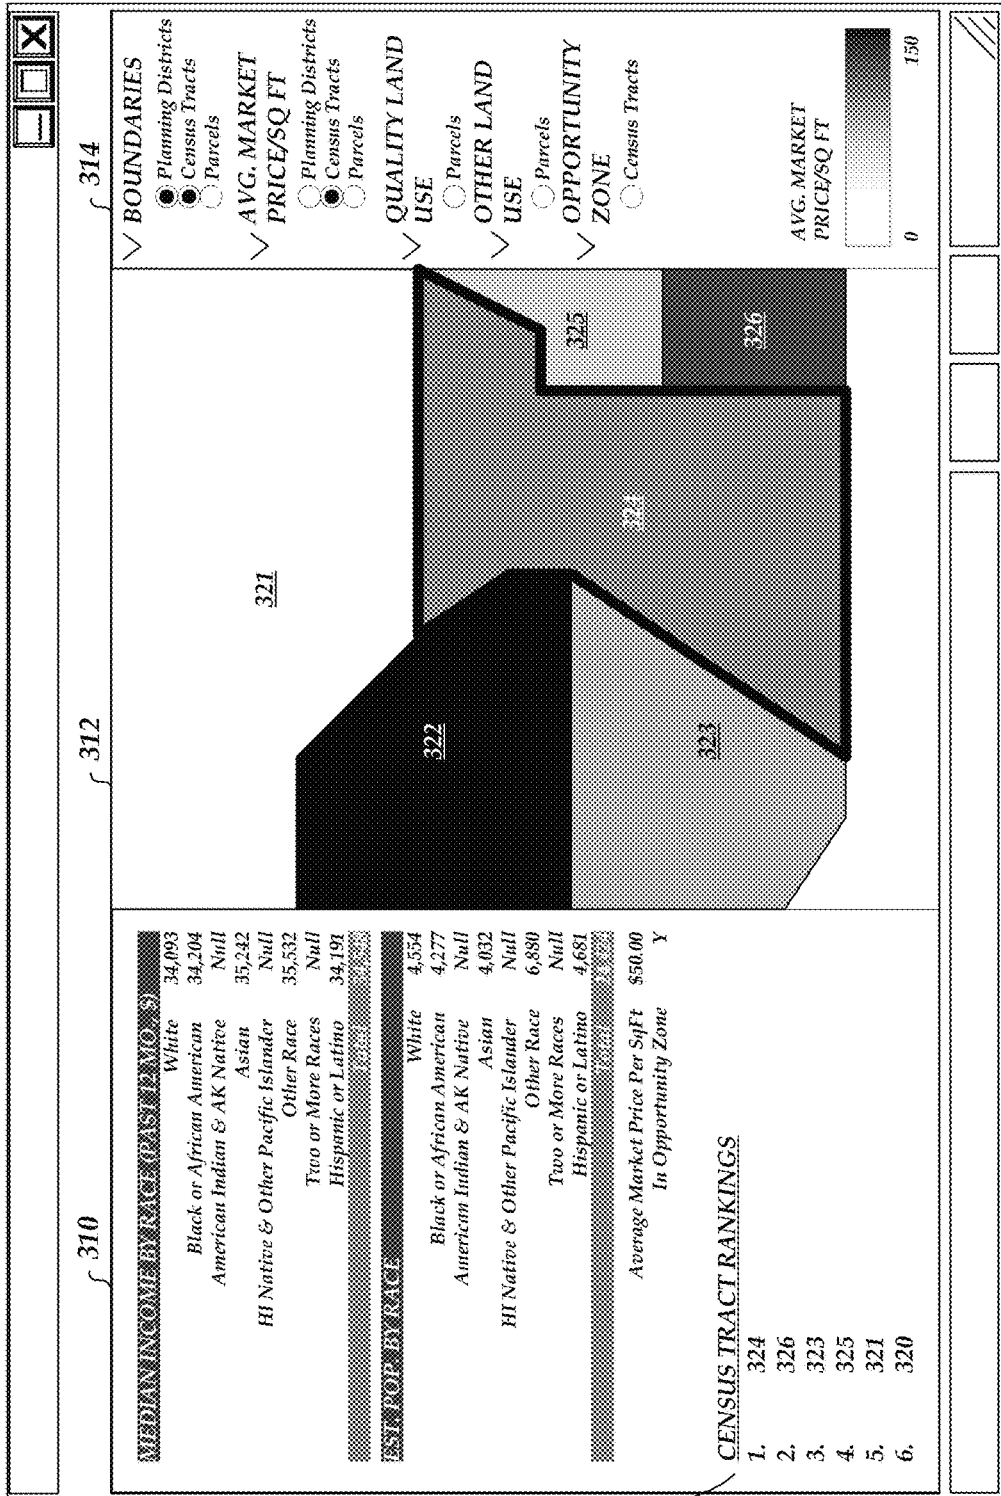 310
312
314
MEDIAN INCOME BY RACE (PAST 12 MO., $)
White 34,093
Black or African American 34,204
American Indian & AK Native Null
Asian 35,242
HI Native & Other Pacific Islander Null
Other Race 35,532
Two or More Races Null
Hispanic or Latino 34,191
EST. POP. BY RACE
White 4,554
Black or African American 4,277
American Indian & AK Native Null
Asian 4,032
HI Native & Other Pacific Islander Null
Other Race 6,880
Two or More Races Null
Hispanic or Latino 4,681
Average Market Price Per SqFt $50.00
In Opportunity Zone Y
CENSUS TRACT RANKINGS
1. 324
2. 326
3. 323
4. 325
5. 321
6. 320
321
322
323
324
325
326
BOUNDARIES
Planning Districts
Census Tracts
Parcels
AVG. MARKET
PRICE/SQ FT
Planning Districts
Census Tracts
Parcels
QUALITY LAND
USE
Parcels
OTHER LAND
USE
Parcels
OPPORTUNITY
ZONE
Census Tracts
AVG. MARKET
PRICE/SQ FT
0 150